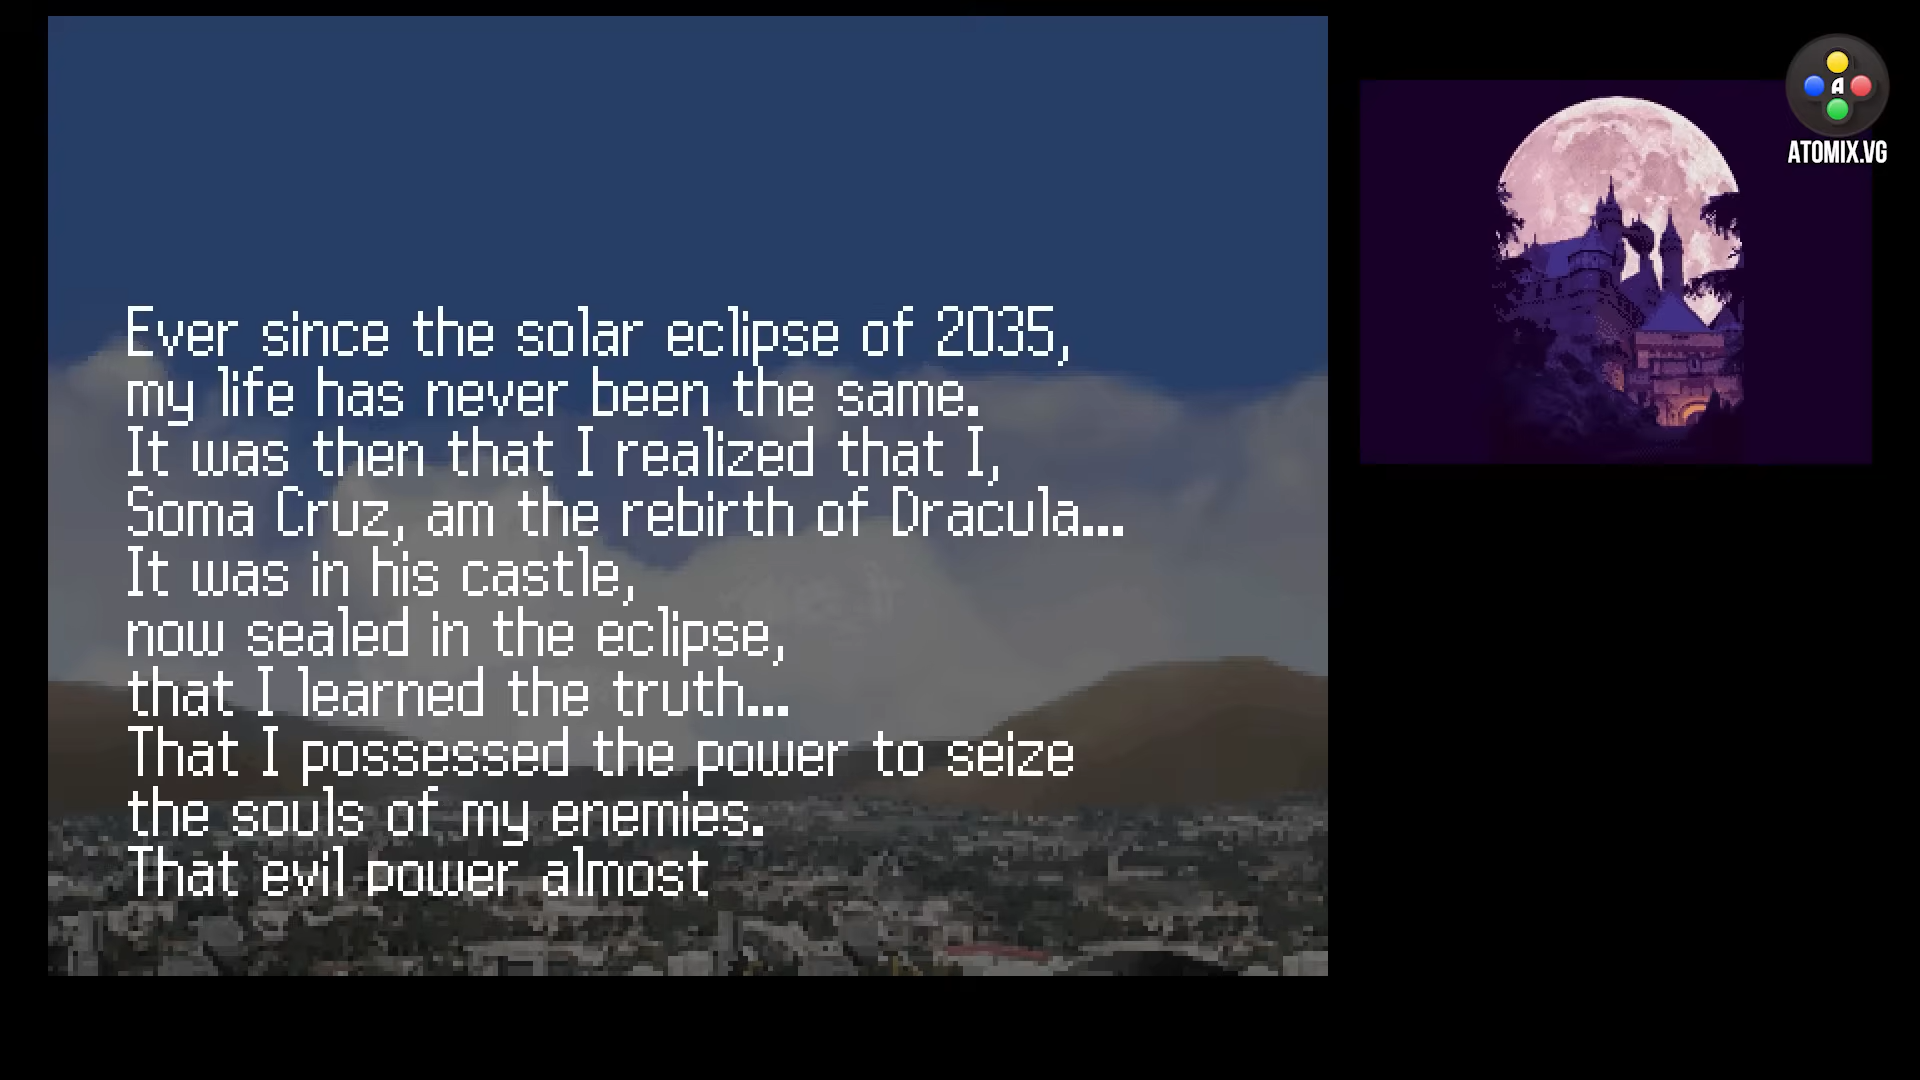 Ever since the solar eclipse of 2035,
my life has never been the same.
It was then that I realized that I,
Soma Cruz, am the rebirth of Dracula...
It was in his castle,
now sealed in the eclipse,
that I learned the truth...
That I possessed the power to seize
the souls of my enemies.
That evil power almost
A
ATOMIX.VG